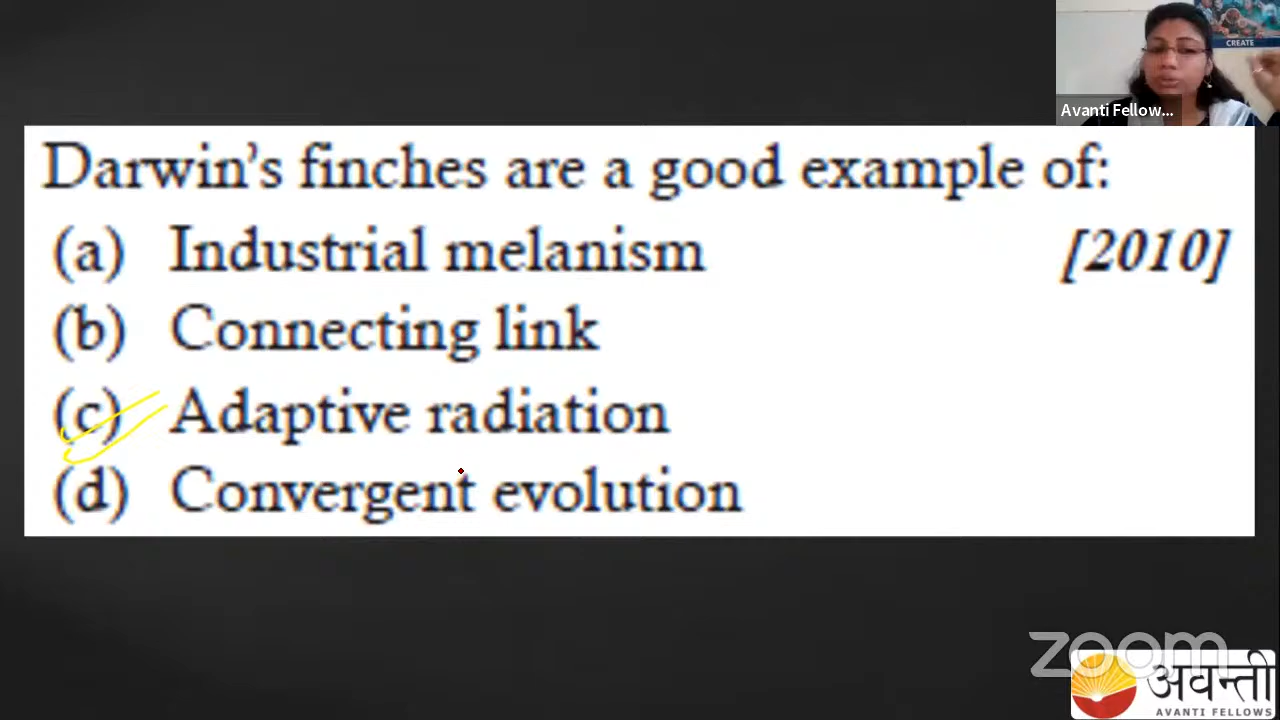 CREATE
Avanti Fellow...
Darwin's finches are a good example of:
(a) Industrial melanism [2010]
(b) Connecting link
(c) Adaptive radiation
(d) Convergent evolution
zoom
अवन्ती
AVANTI FELLOWS